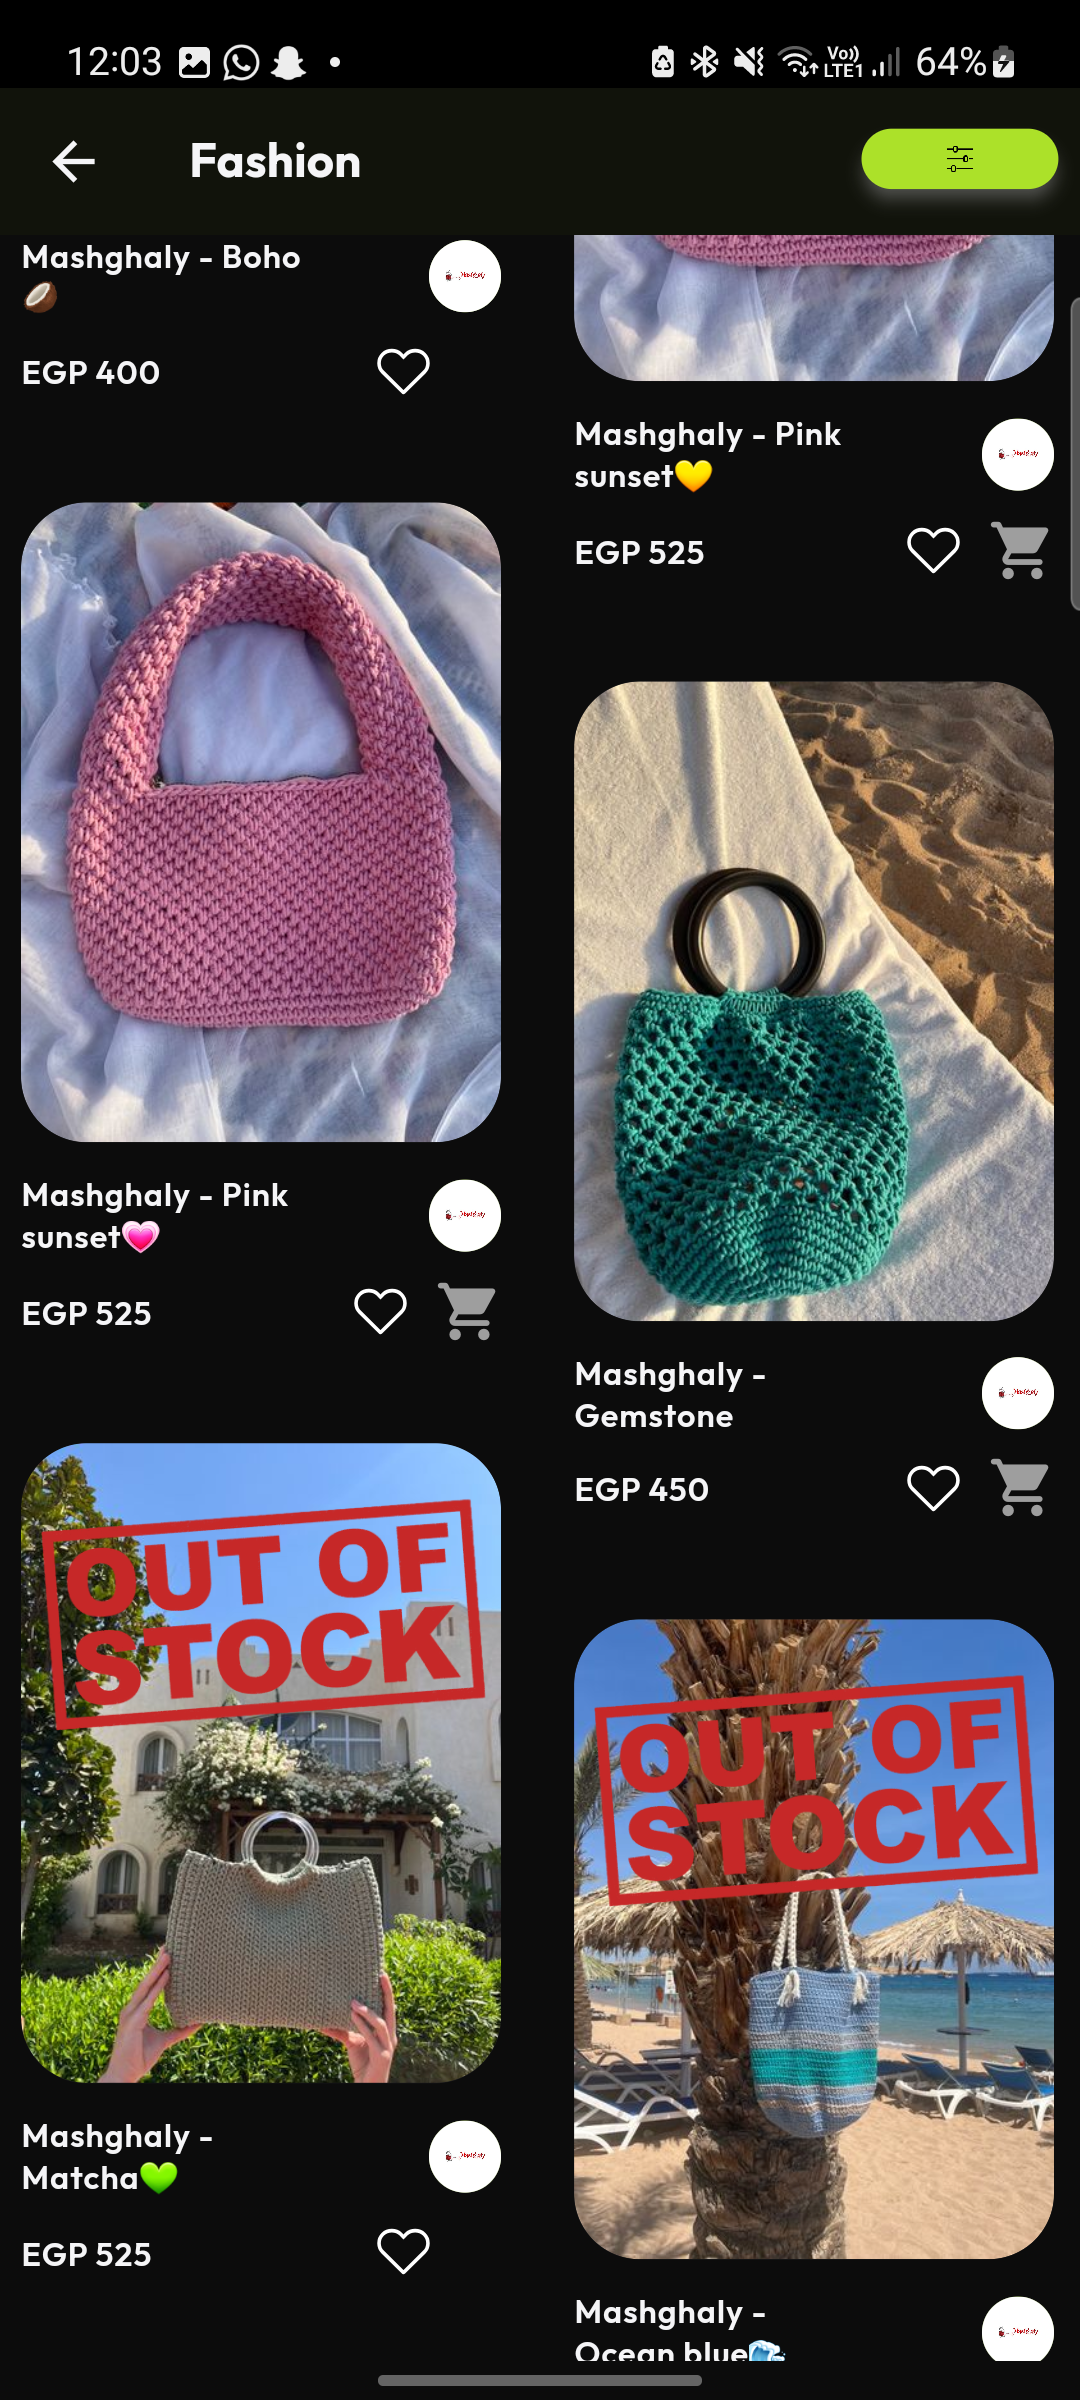 12:03
Vo))
LTE1
64%
Fashion
Mashghaly - Boho
🥥
EGP 400
Mashghaly - Pink
sunset💛
EGP 525
Mashghaly - Pink
sunset💗
EGP 525
Mashghaly -
Gemstone
EGP 450
OUT OF
STOCK
Mashghaly -
Matcha💚
EGP 525
OUT OF
STOCK
Mashghaly -
Ocean blue🌊